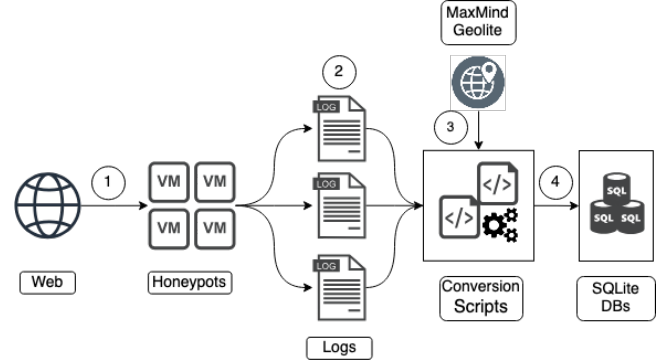 MaxMind
Geolite
2
LOG
3
1
VM VM
</>
4
SQL
LOG
</>
VM VM
SQL SQL
LOG
Web
Honeypots
Conversion
Scripts
SQLite
DBs
Logs